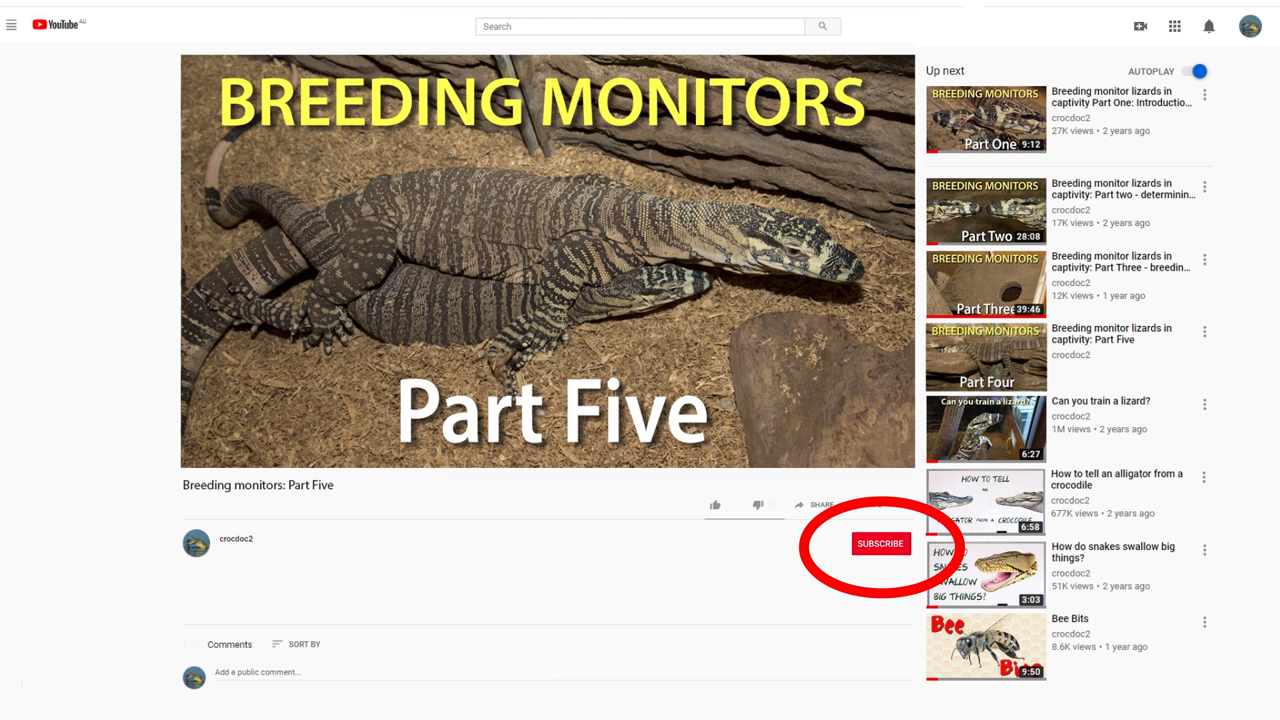 YouTube AU
Search
BREEDING MONITORS
Part Five
Breeding monitors: Part Five
SHARE
crocdoc2
SUBSCRIBE
Comments
SORT BY
Add a public comment...
Up next
AUTOPLAY
BREEDING MONITORS
Part One
9:12
Breeding monitor lizards in
captivity Part One: Introductio...
crocdoc2
27K views • 2 years ago
BREEDING MONITORS
Part Two
28:08
Breeding monitor lizards in
captivity: Part two - determinin...
crocdoc2
17K views • 2 years ago
BREEDING MONITORS
Part Three
39:46
Breeding monitor lizards in
captivity: Part Three - breedin...
crocdoc2
12K views • 1 year ago
BREEDING MONITORS
Part Four
Breeding monitor lizards in
captivity: Part Five
crocdoc2
Can you train a lizard?
6:27
Can you train a lizard?
crocdoc2
1M views • 2 years ago
HOW TO TELL
AN
ALLIGATOR FROM A CROCODILE
6:58
How to tell an alligator from a
crocodile
crocdoc2
677K views • 2 years ago
HOW DO
SNAKES
SWALLOW
BIG THINGS?
3:03
How do snakes swallow big
things?
crocdoc2
51K views • 2 years ago
Bee
Bits
9:50
Bee Bits
crocdoc2
8.6K views • 1 year ago